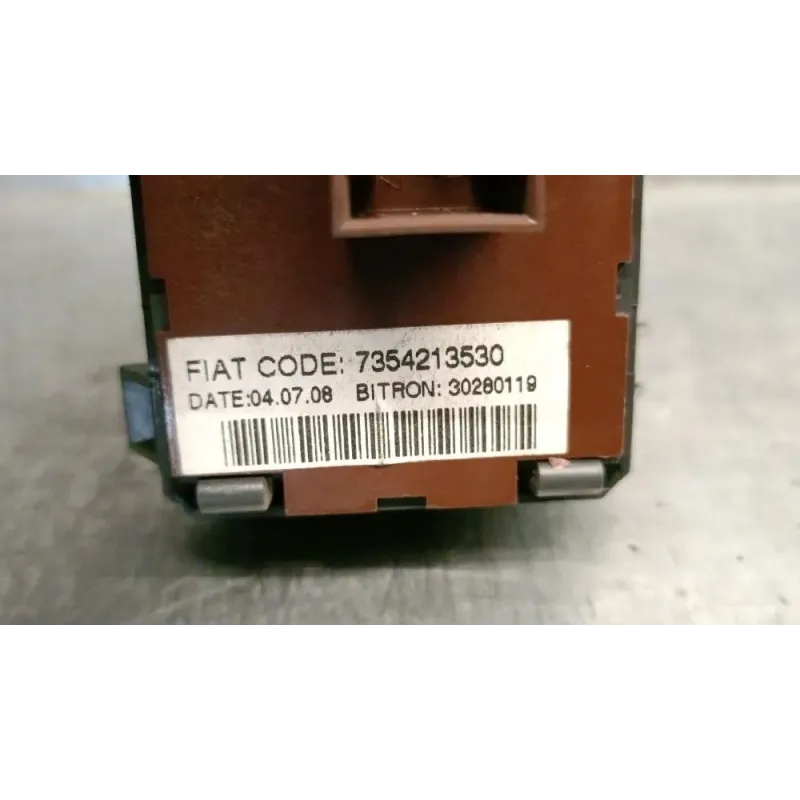 FIAT CODE: 7354213530
DATE:04.07.08 BITRON: 30280119